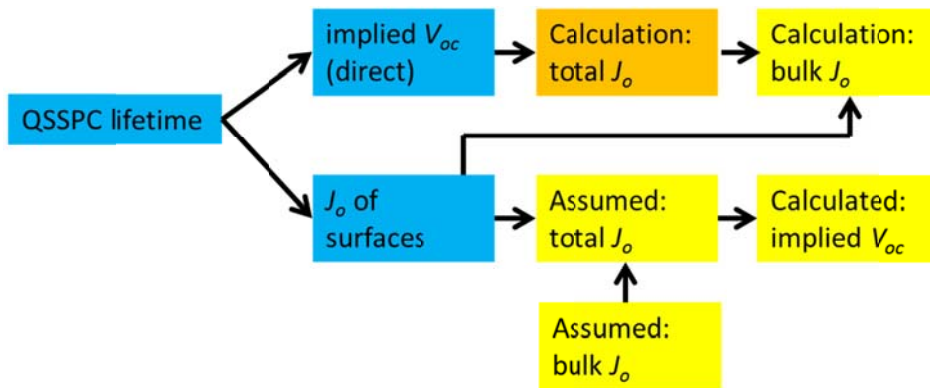 implied Voc
(direct)
Calculation:
total Jo
Calculation:
bulk Jo
QSSPC lifetime
Jo of
surfaces
Assumed:
total Jo
Calculated:
implied Voc
Assumed:
bulk Jo